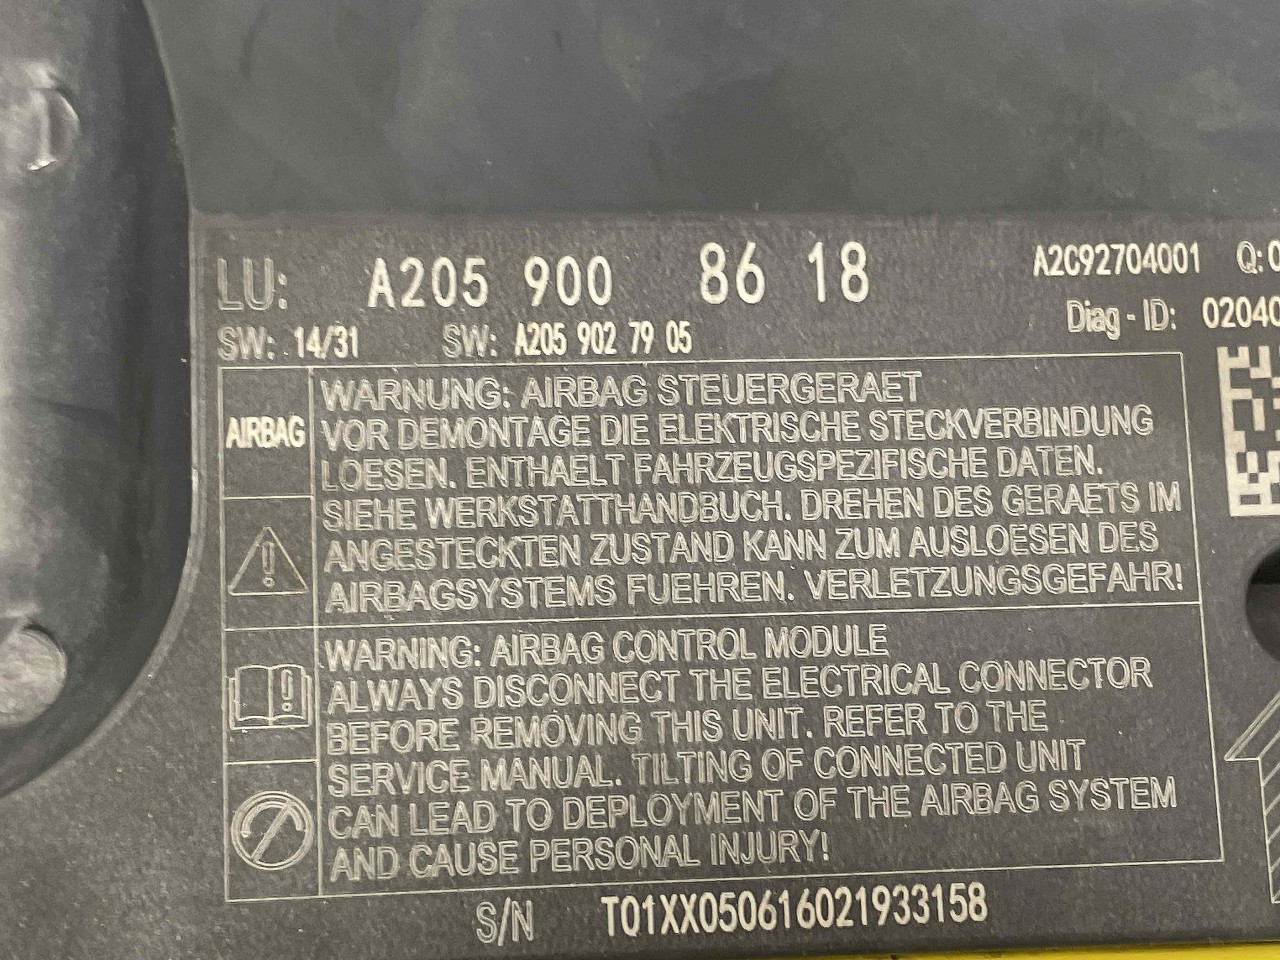 LU: A205 900 86 18 A2C92704001 Q:0
SW: 14/31 SW: A205 902 79 05 Diag - ID: 02040
AIRBAG
WARNUNG: AIRBAG STEUERGERAET
VOR DEMONTAGE DIE ELEKTRISCHE STECKVERBINDUNG
LOESEN. ENTHAELT FAHRZEUGSPEZIFISCHE DATEN.
SIEHE WERKSTATTHANDBUCH. DREHEN DES GERAETS IM
ANGESTECKTEN ZUSTAND KANN ZUM AUSLOESEN DES
AIRBAGSYSTEMS FUEHREN. VERLETZUNGSGEFAHR!
WARNING: AIRBAG CONTROL MODULE
ALWAYS DISCONNECT THE ELECTRICAL CONNECTOR
BEFORE REMOVING THIS UNIT. REFER TO THE
SERVICE MANUAL. TILTING OF CONNECTED UNIT
CAN LEAD TO DEPLOYMENT OF THE AIRBAG SYSTEM
AND CAUSE PERSONAL INJURY!
S/N T01XX050616021933158